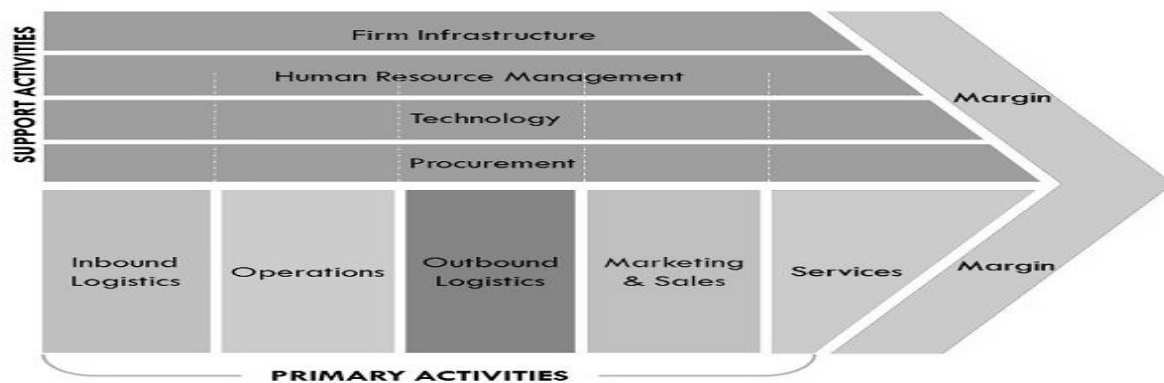 SUPPORT ACTIVITIES
Firm Infrastructure
Human Resource Management
Technology
Procurement
Margin
Inbound
Logistics
Operations
Outbound
Logistics
Marketing
& Sales
Services
Margin
PRIMARY ACTIVITIES